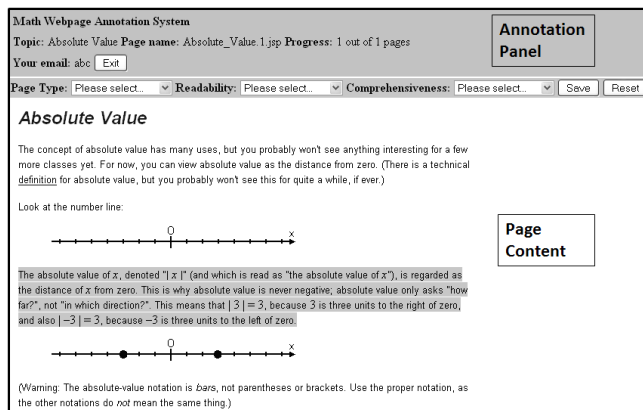 Math Webpage Annotation System
Topic: Absolute Value Page name: Absolute_Value.1.jsp Progress: 1 out of 1 pages
Your email: abc Exit
Annotation
Panel
Page Type: Please select... Readability: Please select... Comprehensiveness: Please select... Save Reset
Absolute Value
The concept of absolute value has many uses, but you probably won't see anything interesting for a few
more classes yet. For now, you can view absolute value as the distance from zero. (There is a technical
definition for absolute value, but you probably won't see this for quite a while, if ever.)
Look at the number line:
0
x
Page
Content
The absolute value of x, denoted "| x |" (and which is read as "the absolute value of x"), is regarded as
the distance of x from zero. This is why absolute value is never negative; absolute value only asks "how
far?", not "in which direction?". This means that | 3 | = 3, because 3 is three units to the right of zero,
and also | −3 | = 3, because −3 is three units to the left of zero.
0
x
(Warning: The absolute-value notation is bars, not parentheses or brackets. Use the proper notation, as
the other notations do not mean the same thing.)